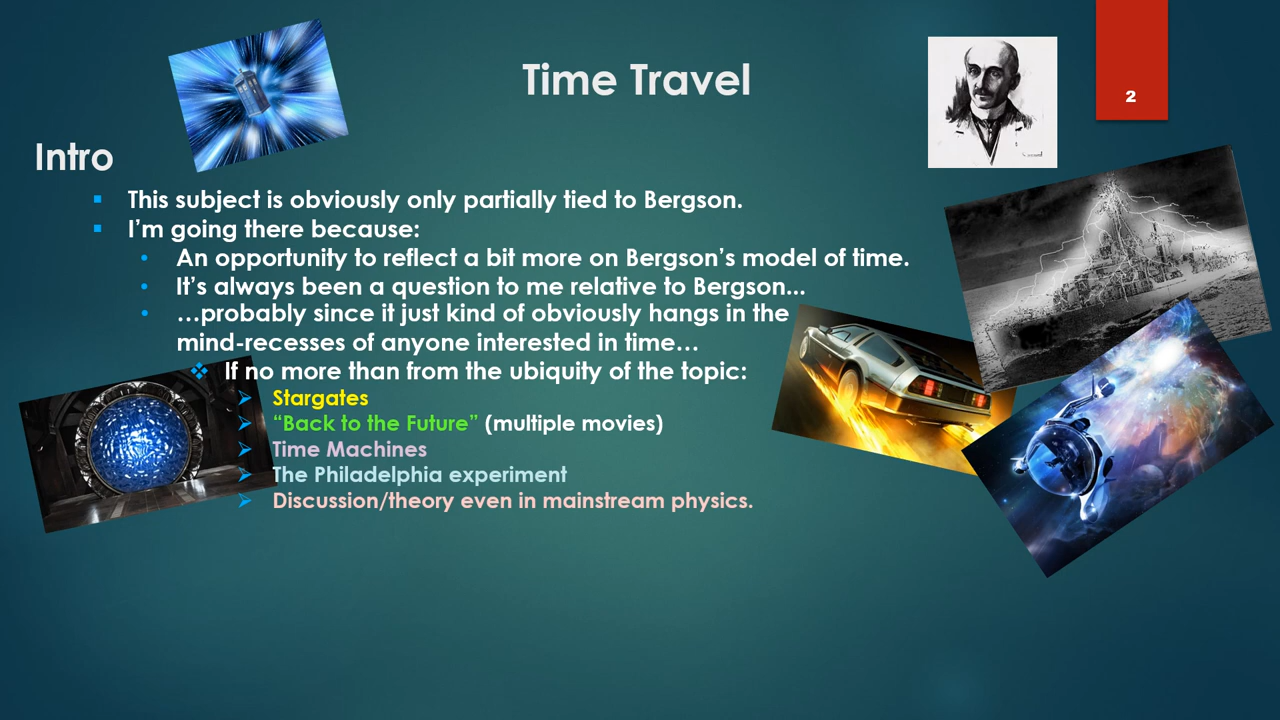 Time Travel
2
Intro
This subject is obviously only partially tied to Bergson.
I’m going there because:
An opportunity to reflect a bit more on Bergson’s model of time.
It’s always been a question to me relative to Bergson...
…probably since it just kind of obviously hangs in the
mind-recesses of anyone interested in time…
If no more than from the ubiquity of the topic:
Stargates
“Back to the Future” (multiple movies)
Time Machines
The Philadelphia experiment
Discussion/theory even in mainstream physics.